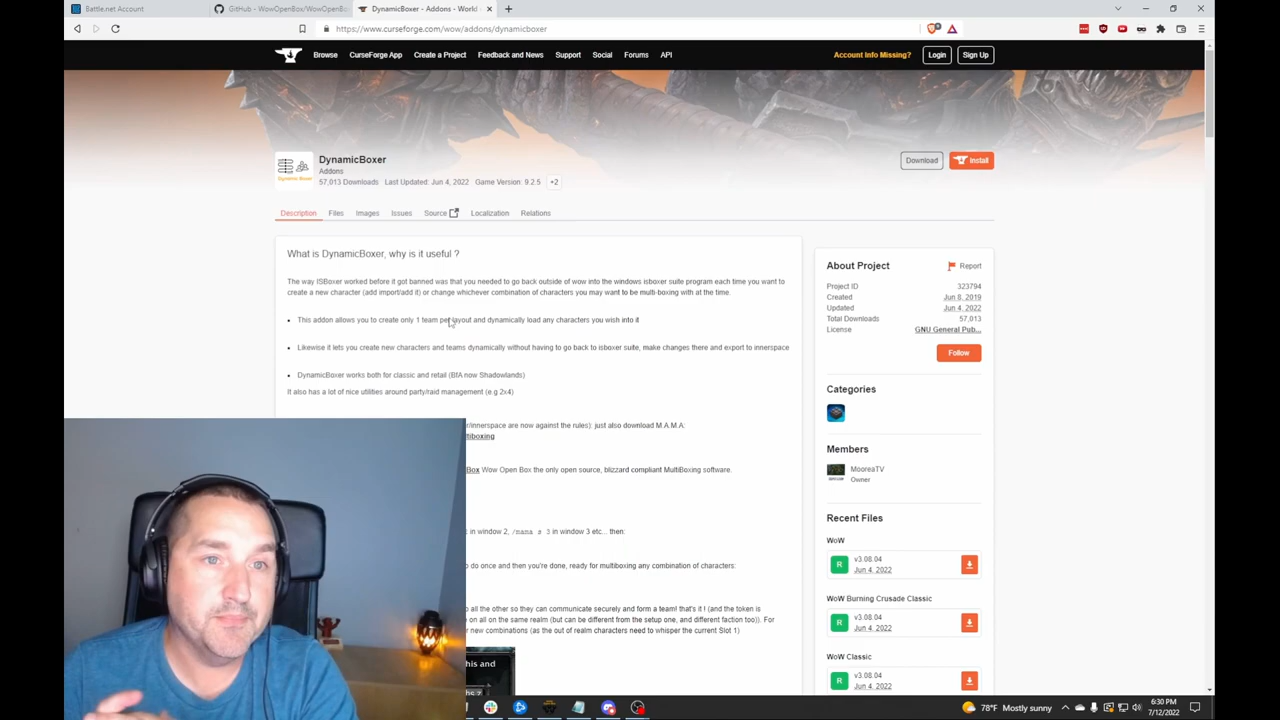 Battle.net Account
GitHub - WowOpenBox/WowOpenBo
DynamicBoxer - Addons - World
https://www.curseforge.com/wow/addons/dynamicboxer
Browse
CurseForge App
Create a Project
Feedback and News
Support
Social
Forums
API
Account Info Missing?
Login
Sign Up
DynamicBoxer
Addons
57,013 Downloads Last Updated: Jun 4, 2022 Game Version: 9.2.5 +2
Download
Install
Description
Files
Images
Issues
Source
Localization
Relations
What is DynamicBoxer, why is it useful ?
The way ISBoxer worked before it got banned was that you needed to go back outside of wow into the windows isboxer suite program each time you want to
create a new character (add import/add it) or change whichever combination of characters you may want to be multi-boxing with at the time.
• This addon allows you to create only 1 team per layout and dynamically load any characters you wish into it
• Likewise it lets you create new characters and teams dynamically without having to go back to isboxer suite, make changes there and export to innerspace
• DynamicBoxer works both for classic and retail (BfA now Shadowlands)
It also has a lot of nice utilities around party/raid management (e.g 2x4)
r/innerspace are now against the rules): just also download M.A.M.A:
ltiboxing
Box Wow Open Box the only open source, blizzard compliant MultiBoxing software.
in window 2, /mama s 3 in window 3 etc... then:
o do once and then you're done, ready for multiboxing any combination of characters:
o all the other so they can communicate securely and form a team! that's it ! (and the token is
e on all on the same realm (but can be different from the setup one, and different faction too)). For
r new combinations (as the out of realm characters need to whisper the current Slot 1)
his and
About Project
Report
Project ID 323794
Created Jun 8, 2019
Updated Jun 4, 2022
Total Downloads 57,013
License GNU General Pub...
Follow
Categories
Members
MooreaTV
Owner
Recent Files
WoW
R v3.08.04
Jun 4, 2022
WoW Burning Crusade Classic
R v3.08.04
Jun 4, 2022
WoW Classic
R v3.08.04
Jun 4, 2022
78°F Mostly sunny
6:30 PM
7/12/2022